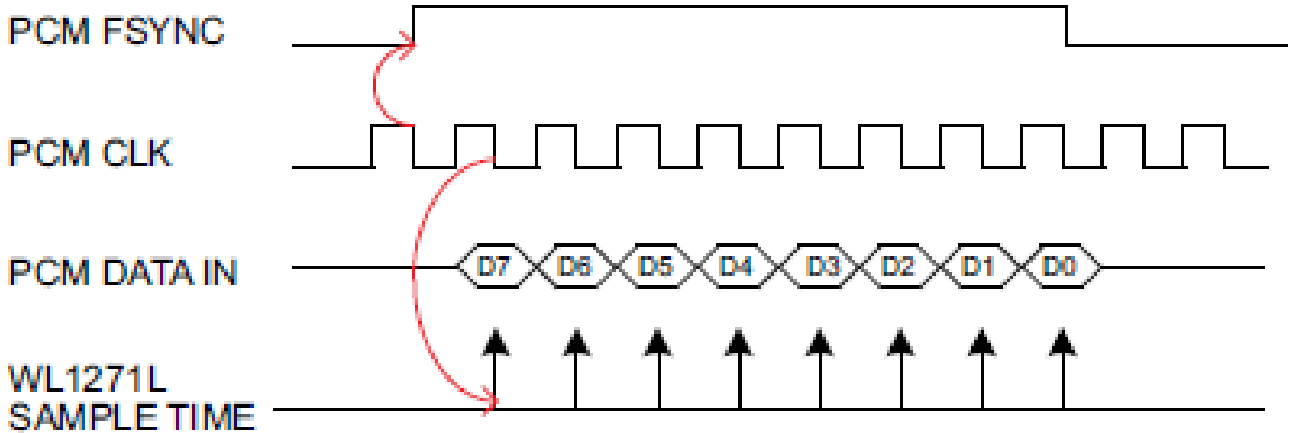 PCM FSYNC
PCM CLK
PCM DATA IN
D7 D6 D5 D4 D3 D2 D1 D0
WL1271L
SAMPLE TIME